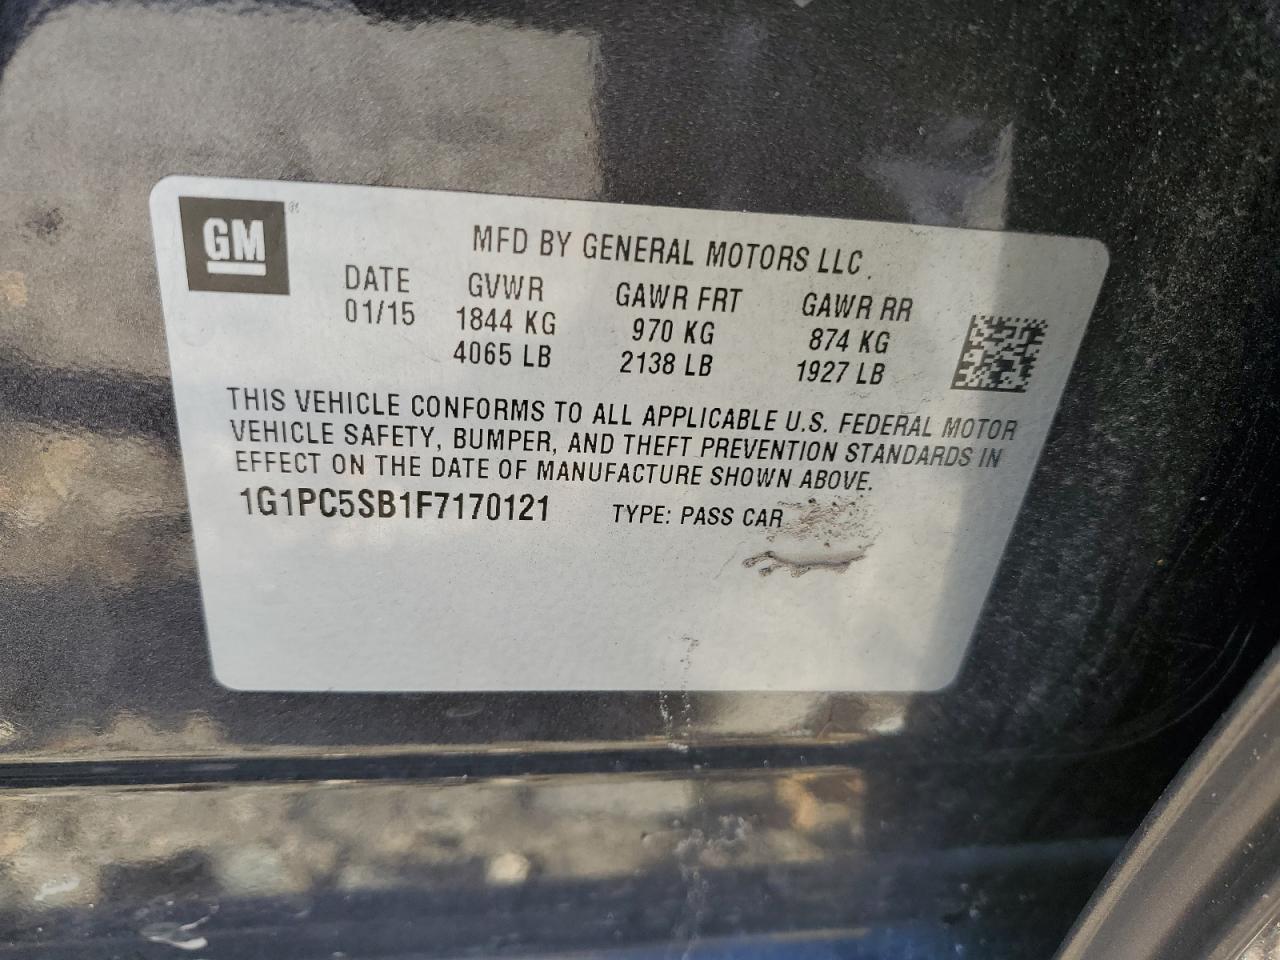 GM
MFD BY GENERAL MOTORS LLC
DATE GVWR GAWR FRT GAWR RR
01/15 1844 KG 970 KG 874 KG
4065 LB 2138 LB 1927 LB
THIS VEHICLE CONFORMS TO ALL APPLICABLE U.S. FEDERAL MOTOR
VEHICLE SAFETY, BUMPER, AND THEFT PREVENTION STANDARDS IN
EFFECT ON THE DATE OF MANUFACTURE SHOWN ABOVE.
1G1PC5SB1F7170121 TYPE: PASS CAR